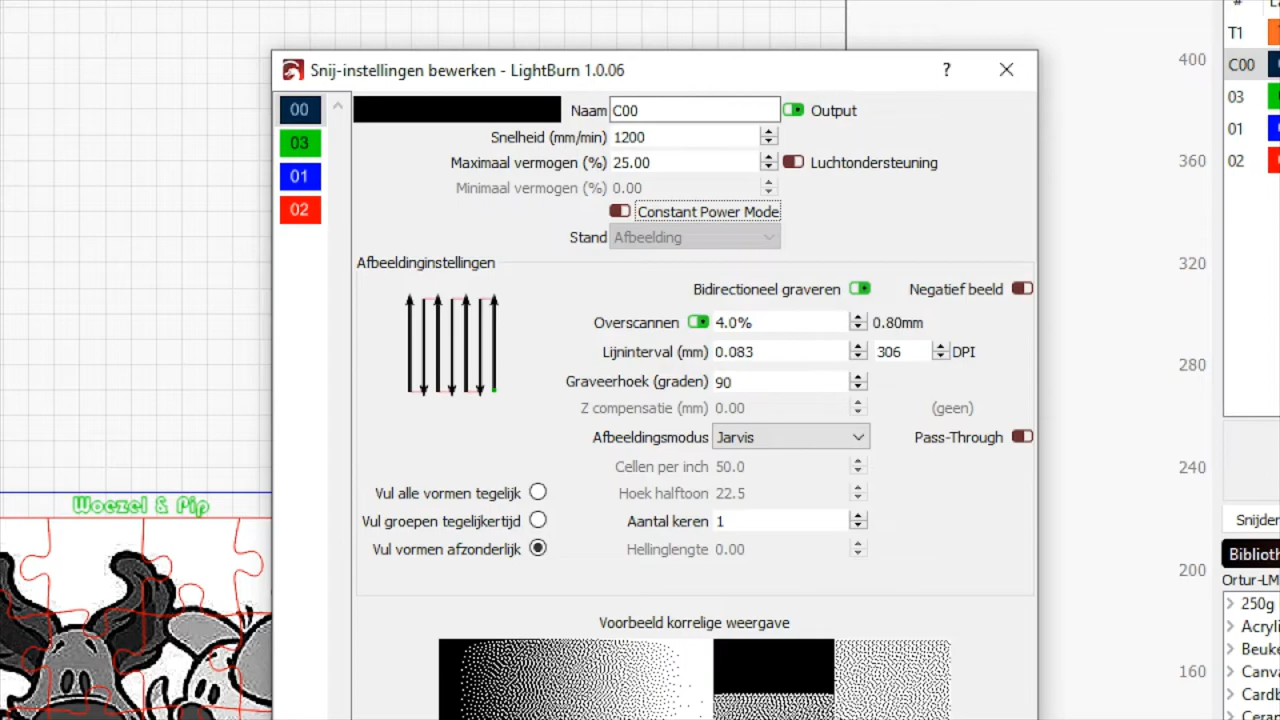 Snij-instellingen bewerken - LightBurn 1.0.06
?
00
03
01
02
Naam C00
Output
Snelheid (mm/min) 1200
Maximaal vermogen (%) 25.00
Luchtondersteuning
Minimaal vermogen (%) 0.00
Constant Power Mode
Stand Afbeelding
Afbeeldinginstellingen
Bidirectioneel graveren
Negatief beeld
Overscannen 4.0% 0.80mm
Lijninterval (mm) 0.083 306 DPI
Graveerhoek (graden) 90
Z compensatie (mm) 0.00 (geen)
Afbeeldingsmodus Jarvis
Pass-Through
Cellen per inch 50.0
Vul alle vormen tegelijk
Hoek halftoon 22.5
Vul groepen tegelijkertijd
Aantal keren 1
Vul vormen afzonderlijk
Hellinglengte 0.00
Voorbeeld korrelige weergave
Woezel & Pip
400
360
320
280
240
200
160
#
T1
C00
03
01
02
Snijden
Biblioth
Ortur-LM
250g
Acryli
Beuke
Canva
Cardb
Ceram